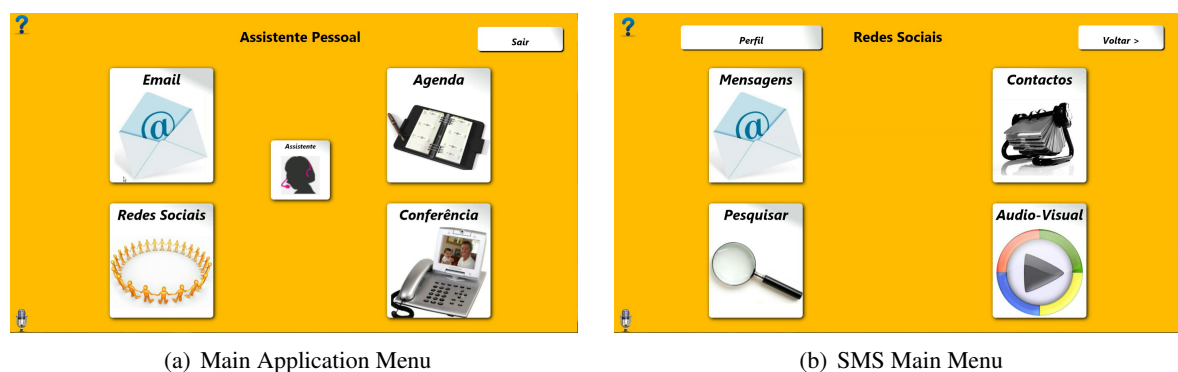 ?
Assistente Pessoal
Sair
Email
Agenda
Assistente
Redes Sociais
Conferência
(a) Main Application Menu
?
Perfil
Redes Sociais
Voltar >
Mensagens
Contactos
Pesquisar
Audio-Visual
(b) SMS Main Menu